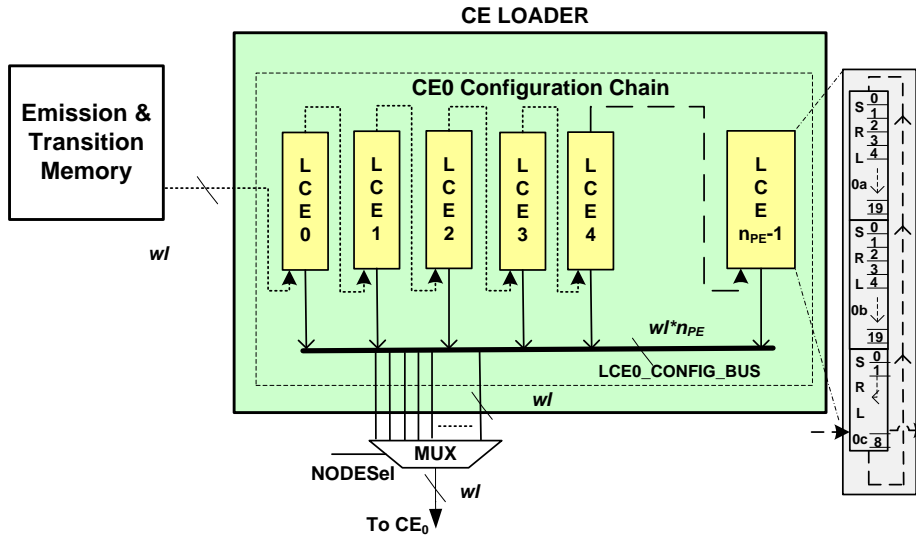 CE LOADER
Emission &
Transition
Memory
wl
CE0 Configuration Chain
L
C
E
0
L
C
E
1
L
C
E
2
L
C
E
3
L
C
E
4
L
C
E
nPE-1
wl*nPE
LCE0_CONFIG_BUS
wl
MUX
NODESel
wl
To CE0
S
R
L
0a
0
1
2
3
4
19
S
R
L
0b
0
1
2
3
4
19
S
R
L
0c
0
1
8